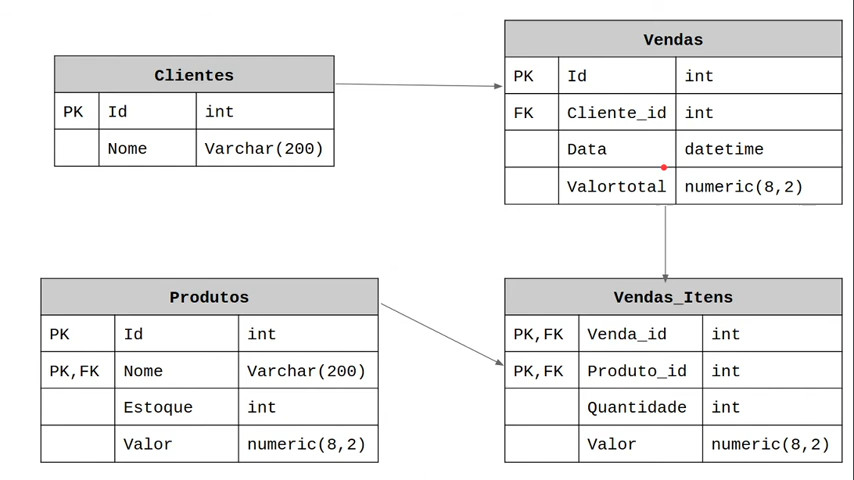 Clientes
PK Id int
Nome Varchar(200)
Vendas
PK Id int
FK Cliente_id int
Data datetime
Valortotal numeric(8,2)
Produtos
PK Id int
PK,FK Nome Varchar(200)
Estoque int
Valor numeric(8,2)
Vendas_Itens
PK,FK Venda_id int
PK,FK Produto_id int
Quantidade int
Valor numeric(8,2)